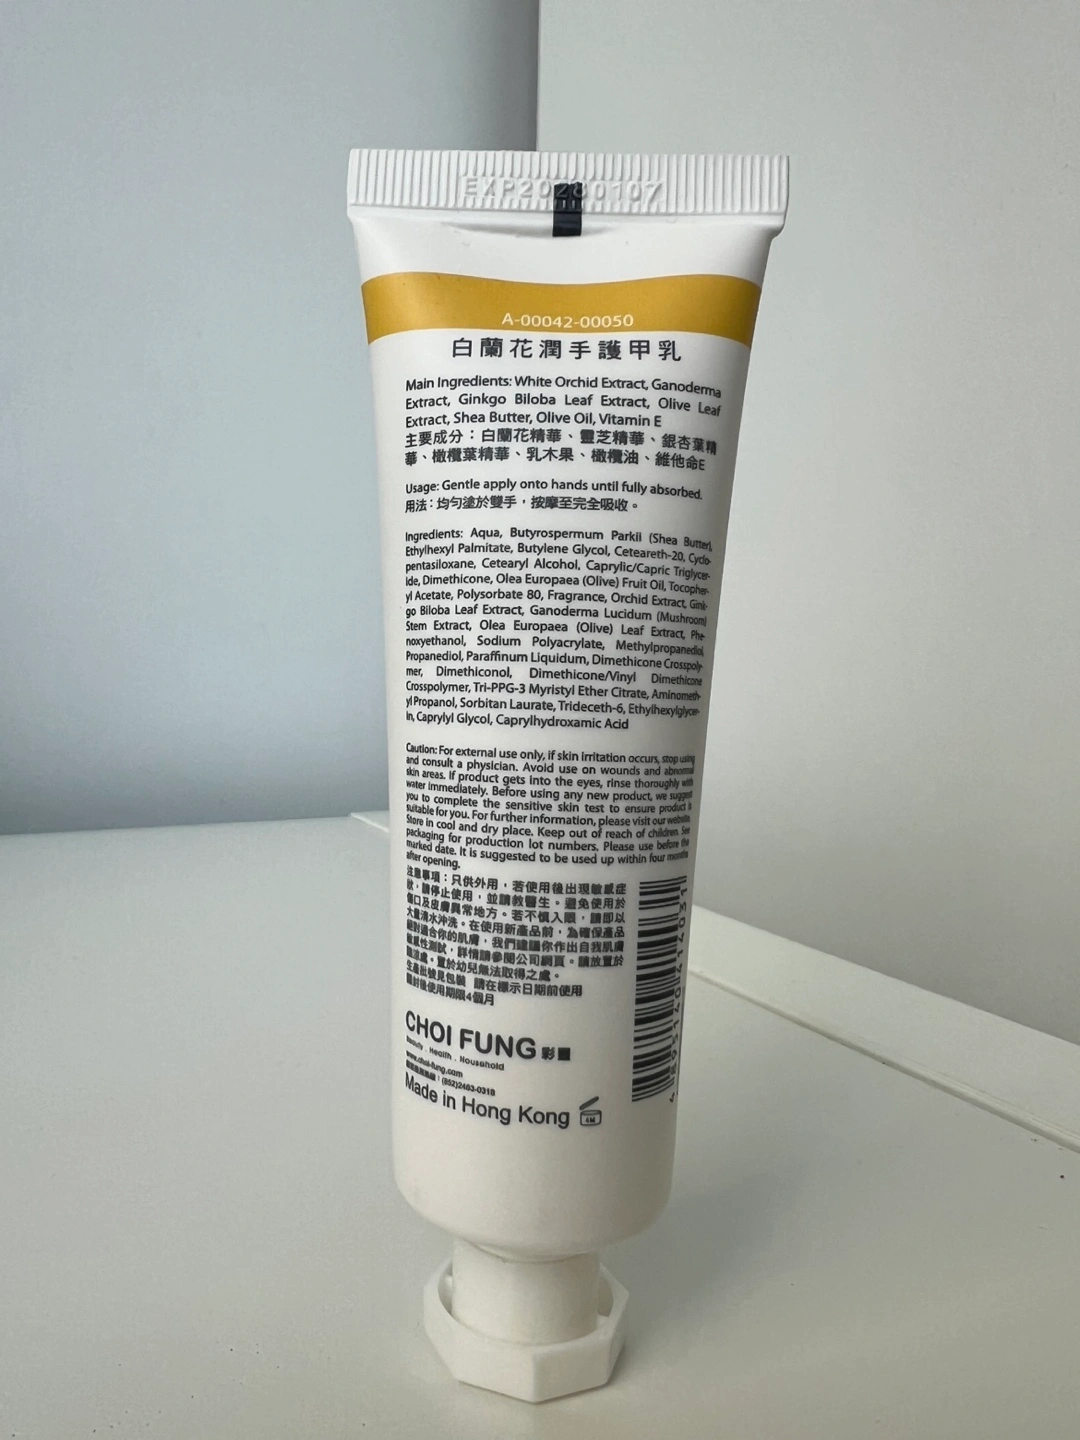 EXP20280107
A-00042-00050
白蘭花潤手護甲乳
Main Ingredients: White Orchid Extract, Ganoderma
Extract, Ginkgo Biloba Leaf Extract, Olive Leaf
Extract, Shea Butter, Olive Oil, Vitamin E
主要成分：白蘭花精華、靈芝精華、銀杏葉精
華、橄欖葉精華、乳木果、橄欖油、維他命E
Usage: Gentle apply onto hands until fully absorbed.
用法：均勻塗於雙手，按摩至完全吸收。
Ingredients: Aqua, Butyrospermum Parkii (Shea Butter),
Ethylhexyl Palmitate, Butylene Glycol, Ceteareth-20, Cyclo-
pentasiloxane, Cetearyl Alcohol, Caprylic/Capric Triglycer-
ide, Dimethicone, Olea Europaea (Olive) Fruit Oil, Tocopher-
yl Acetate, Polysorbate 80, Fragrance, Orchid Extract, Gink-
go Biloba Leaf Extract, Ganoderma Lucidum (Mushroom)
Stem Extract, Olea Europaea (Olive) Leaf Extract, Phe-
noxyethanol, Sodium Polyacrylate, Methylpropanediol,
Propanediol, Paraffinum Liquidum, Dimethicone Crosspoly-
mer, Dimethiconol, Dimethicone/Vinyl Dimethicone
Crosspolymer, Tri-PPG-3 Myristyl Ether Citrate, Aminometh-
yl Propanol, Sorbitan Laurate, Trideceth-6, Ethylhexylglycer-
in, Caprylyl Glycol, Caprylhydroxamic Acid
Caution: For external use only, if skin irritation occurs, stop using
and consult a physician. Avoid use on wounds and abnormal
skin areas. If product gets into the eyes, rinse thoroughly with
water immediately. Before using any new product, we suggest
you to complete the sensitive skin test to ensure product is
suitable for you. For further information, please visit our website.
Store in cool and dry place. Keep out of reach of children. See
packaging for production lot numbers. Please use before the
marked date. It is suggested to be used up within four months
after opening.
注意事項：只供外用，若使用後出現敏感症
狀，請停止使用，並請教醫生。避免使用於
傷口及皮膚異常地方。若不慎入眼，請即以
大量清水沖洗。在使用新產品前，為確保產品
絕對適合你的肌膚，我們建議你作出自我肌膚
敏感性測試，詳情請參閱公司網頁。請放置於
陰涼處。置於幼兒無法取得之處。
生產批號見包裝 請在標示日期前使用
開封後使用期限4個月
CHOI FUNG 彩豐
Beauty . Health . Household
www.choi-fung.com
(852)2463-0318
Made in Hong Kong
4M
4 893140 414031